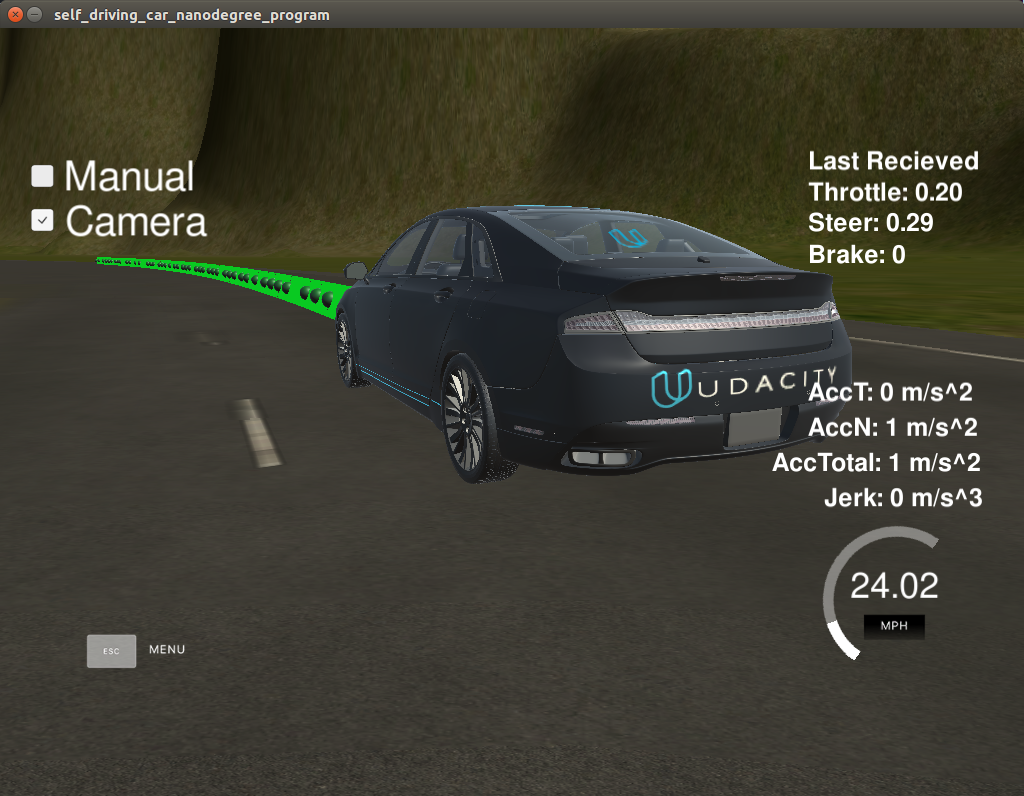 self_driving_car_nanodegree_program
Manual
Camera
Last Recieved
Throttle: 0.20
Steer: 0.29
Brake: 0
UDACITY
AccT: 0 m/s^2
AccN: 1 m/s^2
AccTotal: 1 m/s^2
Jerk: 0 m/s^3
24.02
MPH
ESC MENU